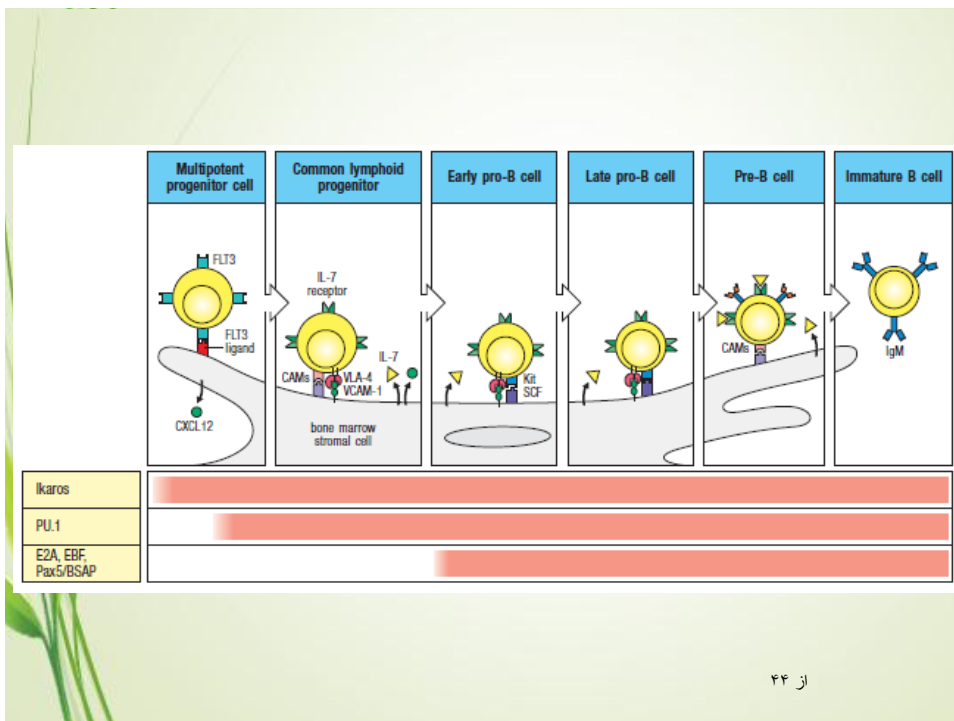 Multipotent
progenitor cell
Common lymphoid
progenitor
Early pro-B cell
Late pro-B cell
Pre-B cell
Immature B cell
FLT3
FLT3
ligand
CXCL12
IL-7
receptor
CAMs
VLA-4
VCAM-1
IL-7
bone marrow
stromal cell
Kit
SCF
CAMs
IgM
Ikaros
PU.1
E2A, EBF,
Pax5/BSAP
از ۴۴